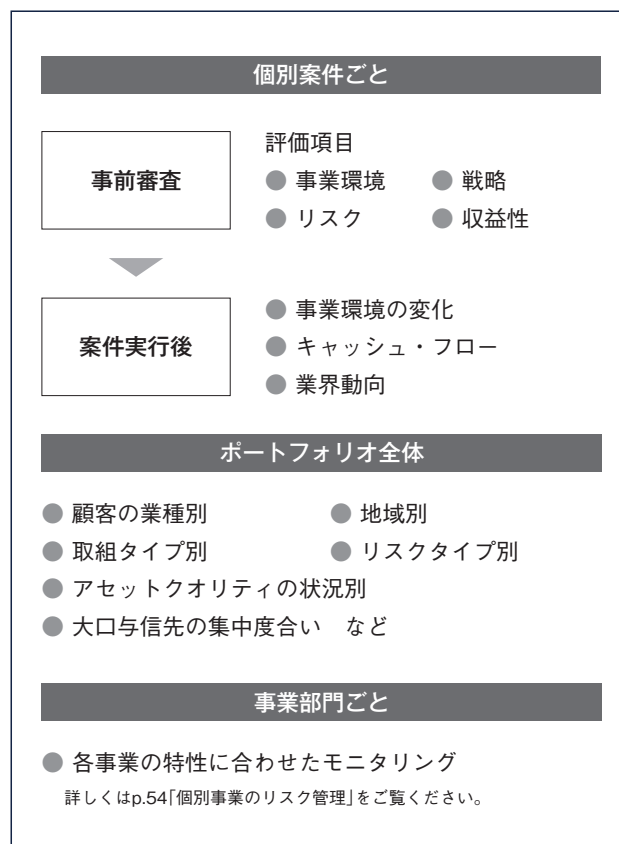 個別案件ごと
事前審査
評価項目
● 事業環境 ● 戦略
● リスク ● 収益性
案件実行後
● 事業環境の変化
● キャッシュ・フロー
● 業界動向
ポートフォリオ全体
● 顧客の業種別 ● 地域別
● 取組タイプ別 ● リスクタイプ別
● アセットクオリティの状況別
● 大口与信先の集中度合い　など
事業部門ごと
● 各事業の特性に合わせたモニタリング
詳しくはp.54「個別事業のリスク管理」をご覧ください。